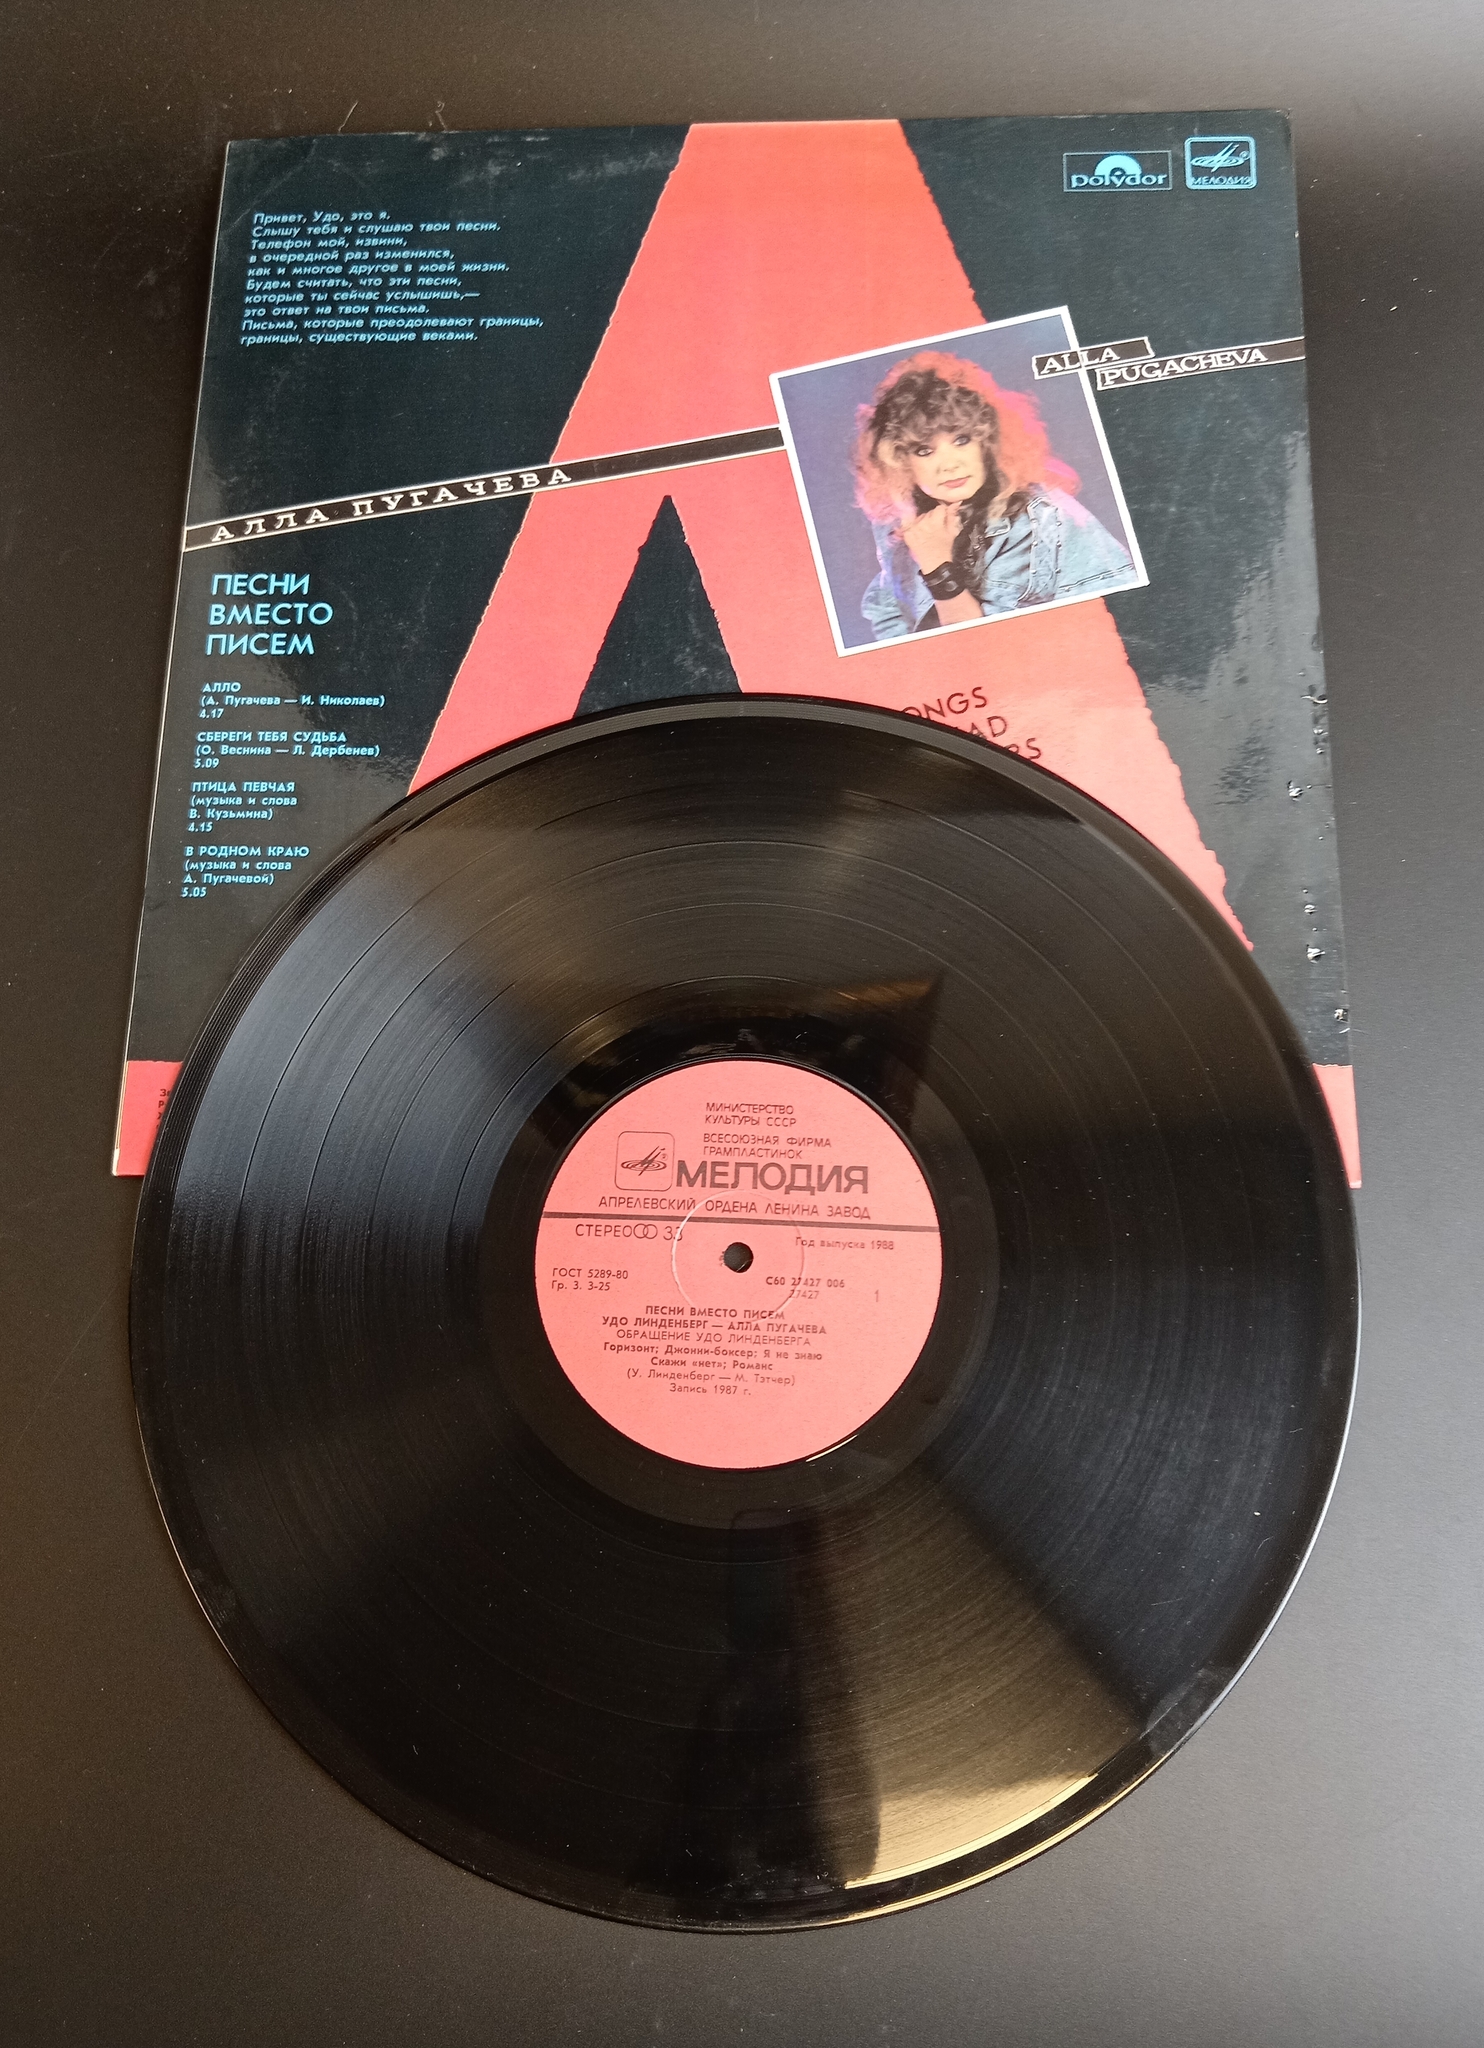 polydor
МЕЛОДИЯ
Привет, Удо, это я.
Слышу тебя и слушаю твои песни.
Телефон мой, извини,
в очередной раз изменился,
как и многое другое в моей жизни.
Будем считать, что эти песни,
которые ты сейчас услышишь,—
это ответ на твои письма.
Письма, которые преодолевают границы,
границы, существующие веками.
ALLA
PUGACHEVA
АЛЛА ПУГАЧЕВА
ПЕСНИ
ВМЕСТО
ПИСЕМ
АЛЛО
(А. Пугачева — И. Николаев)
4.17
СБЕРЕГИ ТЕБЯ СУДЬБА
(О. Веснина — Л. Дербенев)
5.09
ПТИЦА ПЕВЧАЯ
(музыка и слова
В. Кузьмина)
4.15
В РОДНОМ КРАЮ
(музыка и слова
А. Пугачевой)
5.05
МИНИСТЕРСТВО
КУЛЬТУРЫ СССР
ВСЕСОЮЗНАЯ ФИРМА
ГРАМПЛАСТИНОК
МЕЛОДИЯ
АПРЕЛЕВСКИЙ ОРДЕНА ЛЕНИНА ЗАВОД
СТЕРЕО 33
Год выпуска 1988
ГОСТ 5289-80
Гр. 3. 3-25
С60 27427 006
27427
1
ПЕСНИ ВМЕСТО ПИСЕМ
УДО ЛИНДЕНБЕРГ — АЛЛА ПУГАЧЕВА
ОБРАЩЕНИЕ УДО ЛИНДЕНБЕРГА
Горизонт; Джонни-боксер; Я не знаю
Скажи «нет»; Романс
(У. Линденберг — М. Тэтчер)
Запись 1987 г.